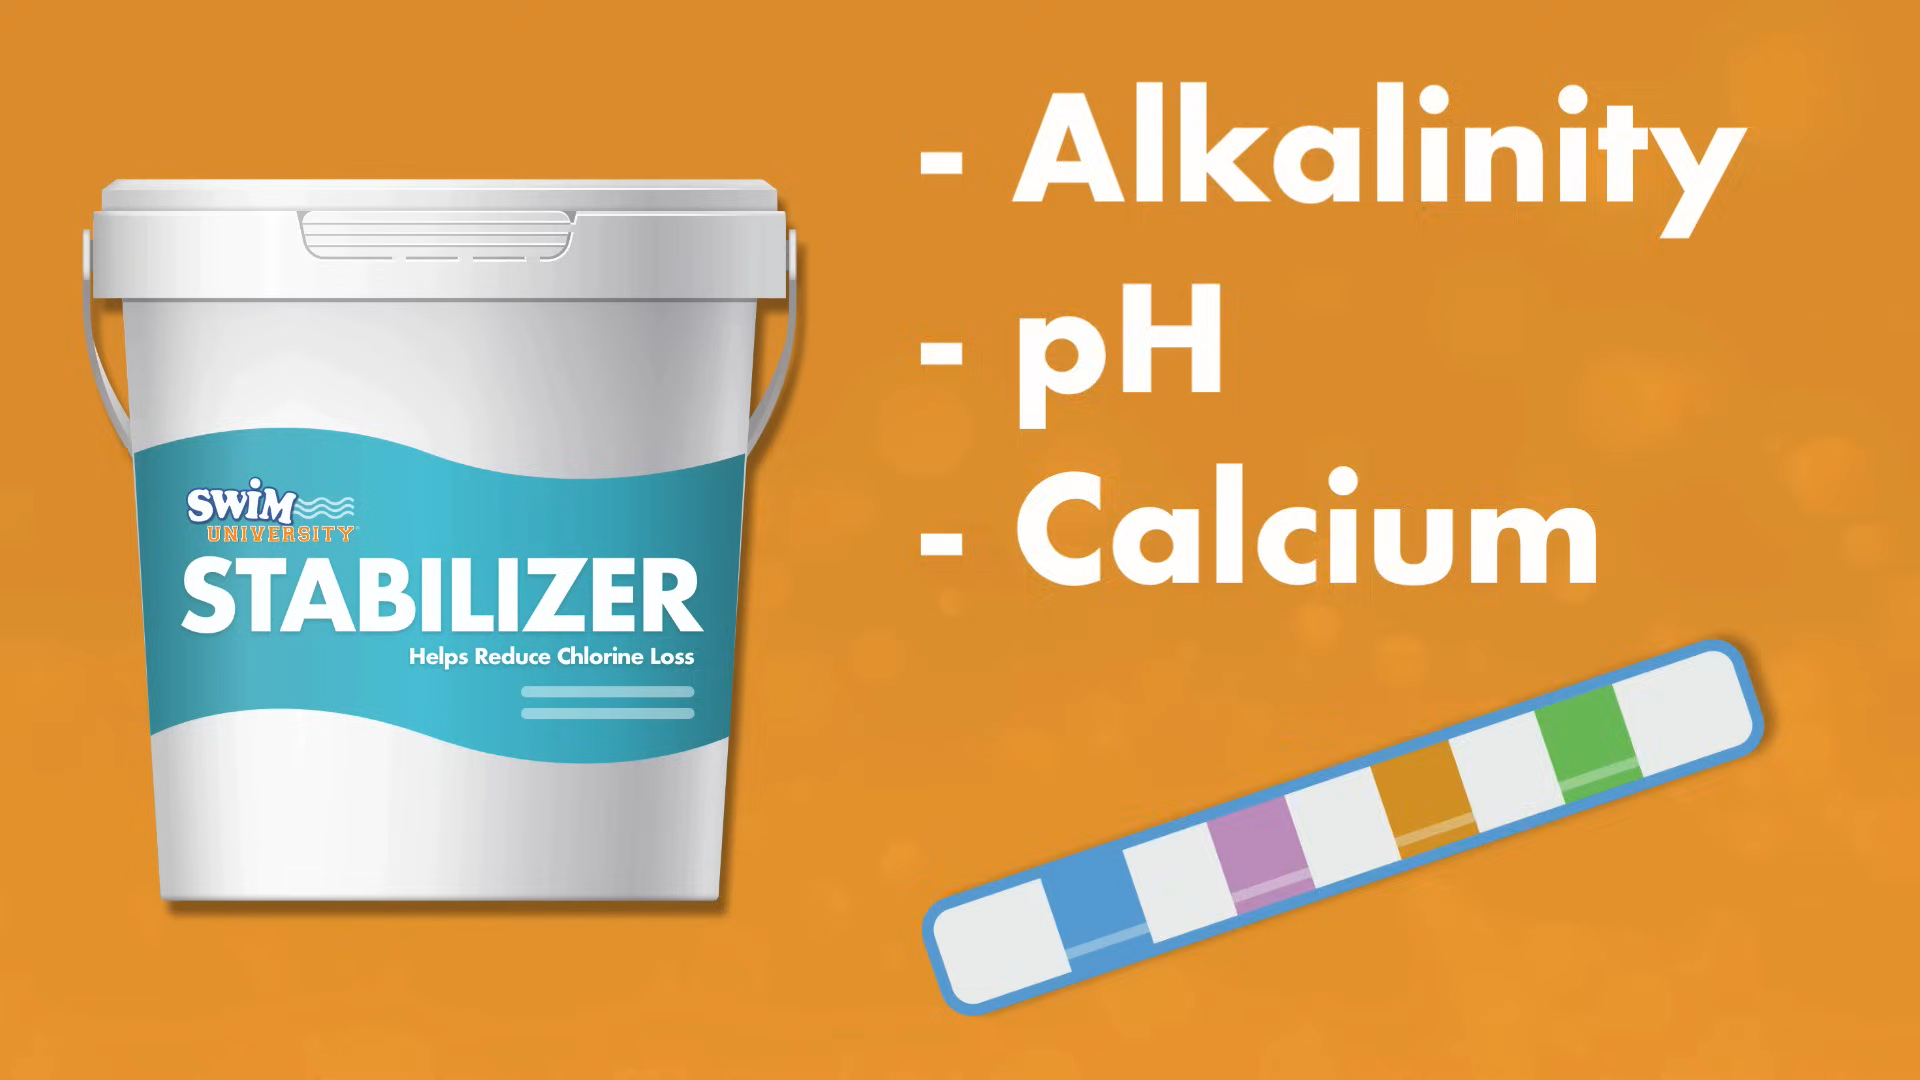 SWIM
UNIVERSITY
STABILIZER
Helps Reduce Chlorine Loss
- Alkalinity
- pH
- Calcium